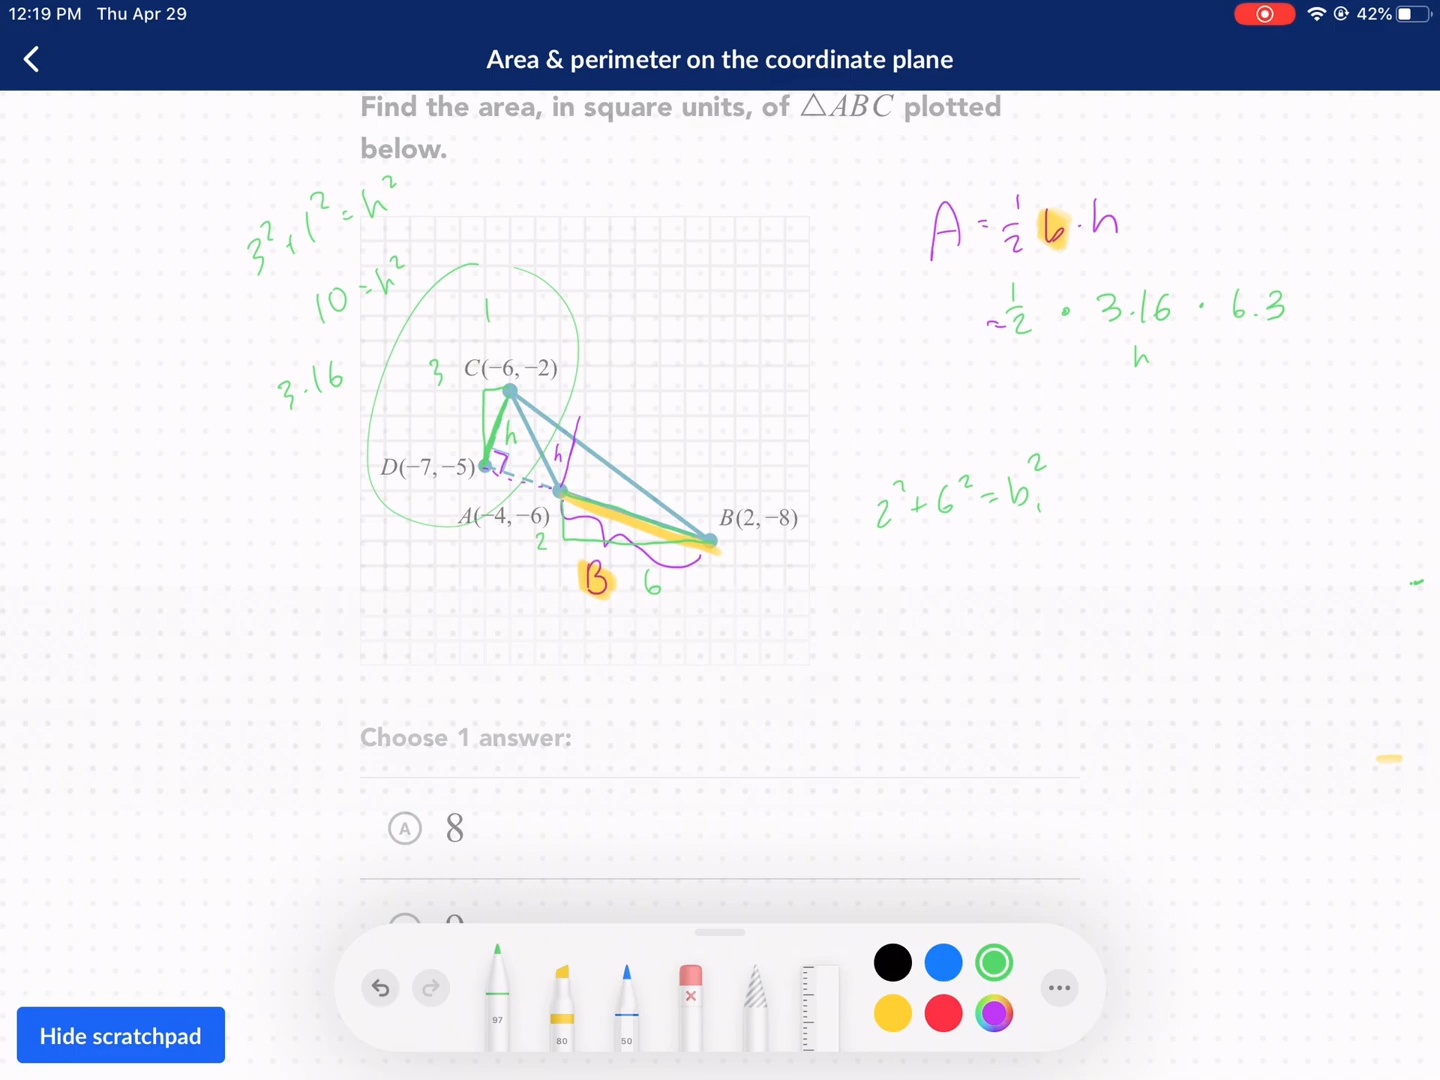 12:19 PM Thu Apr 29
42%
Area & perimeter on the coordinate plane
Find the area, in square units, of △ABC plotted
below.
3² + 1² = h²
10 = h²
3.16
1
3
C(−6, −2)
h
h
D(−7, −5)
A(−4, −6)
B(2, −8)
2
B
6
A = 1/2 b · h
= 1/2 · 3.16 · 6.3
h
2² + 6² = b²
Choose 1 answer:
A 8
97
80
50
Hide scratchpad